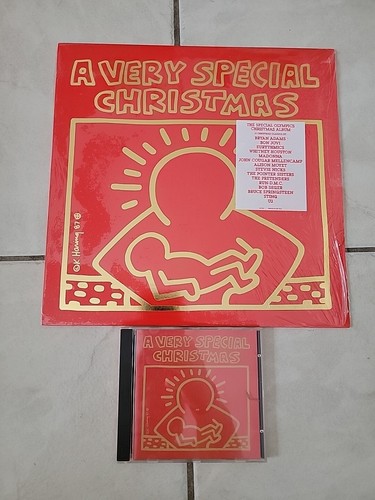 A VERY SPECIAL
CHRISTMAS
THE SPECIAL OLYMPICS
CHRISTMAS ALBUM
BRYAN ADAMS
BON JOVI
EURYTHMICS
WHITNEY HOUSTON
MADONNA
JOHN COUGAR MELLENCAMP
ALISON MOYET
STEVIE NICKS
THE POINTER SISTERS
THE PRETENDERS
RUN-D.M.C.
BOB SEGER
BRUCE SPRINGSTEEN
STING
U2
©K. Haring 87
A VERY SPECIAL
CHRISTMAS